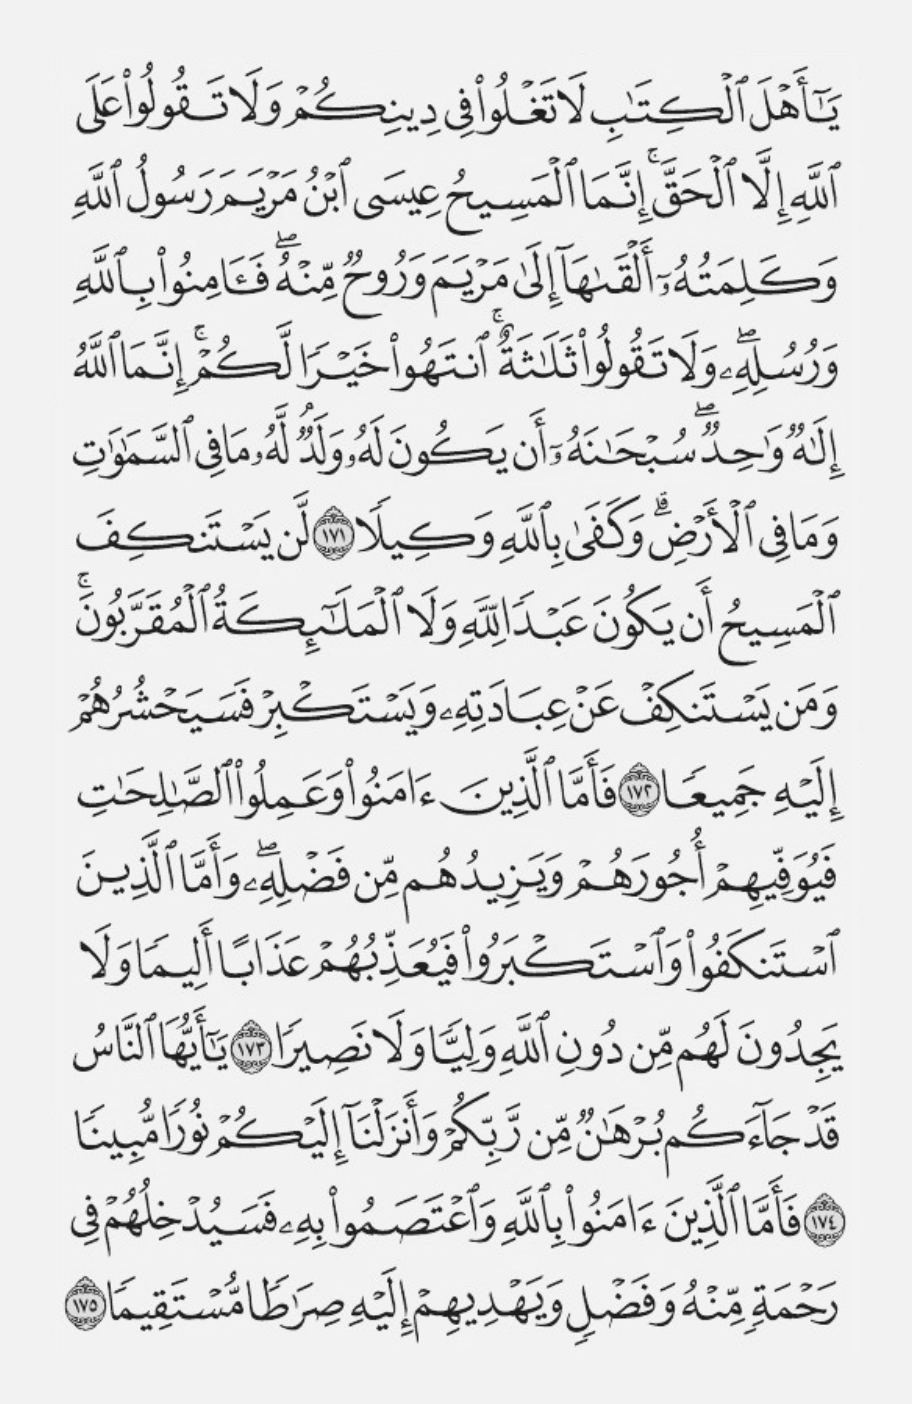 يَٰٓأَهْلَ ٱلْكِتَٰبِ لَا تَغْلُوا۟ فِى دِينِكُمْ وَلَا تَقُولُوا۟ عَلَى
ٱللَّهِ إِلَّا ٱلْحَقَّ ۚ إِنَّمَا ٱلْمَسِيحُ عِيسَى ٱبْنُ مَرْيَمَ رَسُولُ ٱللَّهِ
وَكَلِمَتُهُۥٓ أَلْقَىٰهَآ إِلَىٰ مَرْيَمَ وَرُوحٌ مِّنْهُ ۖ فَـَٔامِنُوا۟ بِٱللَّهِ
وَرُسُلِهِۦ ۖ وَلَا تَقُولُوا۟ ثَلَٰثَةٌ ۚ ٱنتَهُوا۟ خَيْرًا لَّكُمْ ۚ إِنَّمَا ٱللَّهُ
إِلَٰهٌ وَٰحِدٌ ۖ سُبْحَٰنَهُۥٓ أَن يَكُونَ لَهُۥ وَلَدٌ ۘ لَّهُۥ مَا فِى ٱلسَّمَٰوَٰتِ
وَمَا فِى ٱلْأَرْضِ ۗ وَكَفَىٰ بِٱللَّهِ وَكِيلًا ١٧١ لَّن يَسْتَنكِفَ
ٱلْمَسِيحُ أَن يَكُونَ عَبْدًا لِّلَّهِ وَلَا ٱلْمَلَٰٓئِكَةُ ٱلْمُقَرَّبُونَ ۚ
وَمَن يَسْتَنكِفْ عَنْ عِبَادَتِهِۦ وَيَسْتَكْبِرْ فَسَيَحْشُرُهُمْ
إِلَيْهِ جَمِيعًا ١٧٢ فَأَمَّا ٱلَّذِينَ ءَامَنُوا۟ وَعَمِلُوا۟ ٱلصَّٰلِحَٰتِ
فَيُوَفِّيهِمْ أُجُورَهُمْ وَيَزِيدُهُم مِّن فَضْلِهِۦ ۖ وَأَمَّا ٱلَّذِينَ
ٱسْتَنكَفُوا۟ وَٱسْتَكْبَرُوا۟ فَيُعَذِّبُهُمْ عَذَابًا أَلِيمًا وَلَا
يَجِدُونَ لَهُم مِّن دُونِ ٱللَّهِ وَلِيًّا وَلَا نَصِيرًا ١٧٣ يَٰٓأَيُّهَا ٱلنَّاسُ
قَدْ جَآءَكُم بُرْهَٰنٌ مِّن رَّبِّكُمْ وَأَنزَلْنَآ إِلَيْكُمْ نُورًا مُّبِينًا
١٧٤ فَأَمَّا ٱلَّذِينَ ءَامَنُوا۟ بِٱللَّهِ وَٱعْتَصَمُوا۟ بِهِۦ فَسَيُدْخِلُهُمْ فِى
رَحْمَةٍ مِّنْهُ وَفَضْلٍ وَيَهْدِيهِمْ إِلَيْهِ صِرَٰطًا مُّسْتَقِيمًا ١٧٥